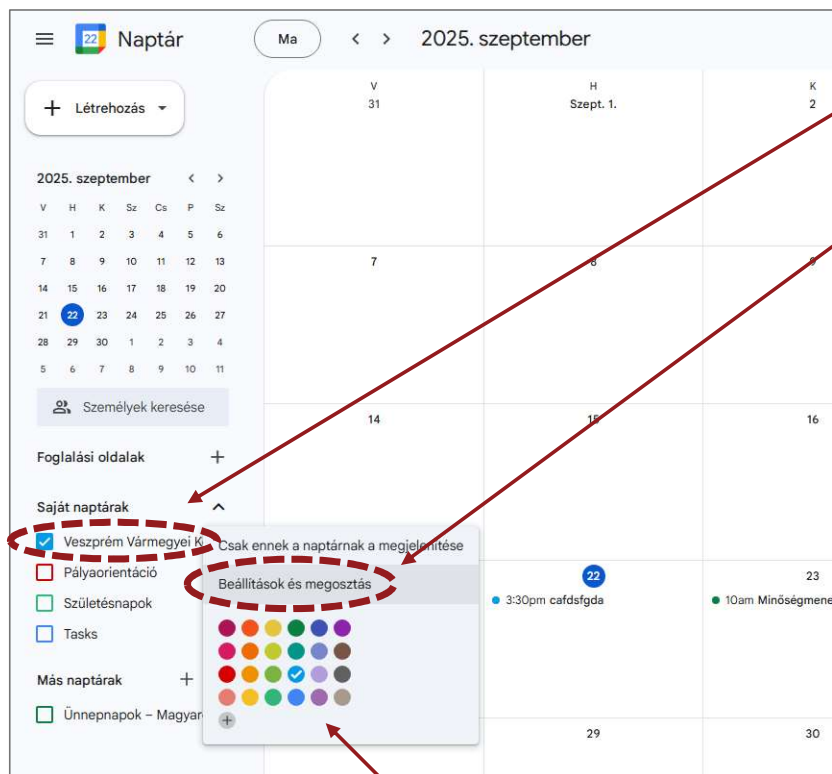 22 Naptár Ma 2025. szeptember
Létrehozás
V H K
31 Szept. 1. 2
2025. szeptember
V H K Sz Cs P Sz
31 1 2 3 4 5 6
7 8 9 10 11 12 13
14 15 16 17 18 19 20
21 22 23 24 25 26 27
28 29 30 1 2 3 4
5 6 7 8 9 10 11
7 8 9
Személyek keresése
14 15 16
Foglalási oldalak
Saját naptárak
Veszprém Vármegyei K
Csak ennek a naptárnak a megjelenítése
Pályaorientáció
Beállítások és megosztás
Születésnapok
Tasks
22 23
3:30pm cafdsfgda 10am Minőségmene
Más naptárak
Ünnepnapok – Magyar
29 30